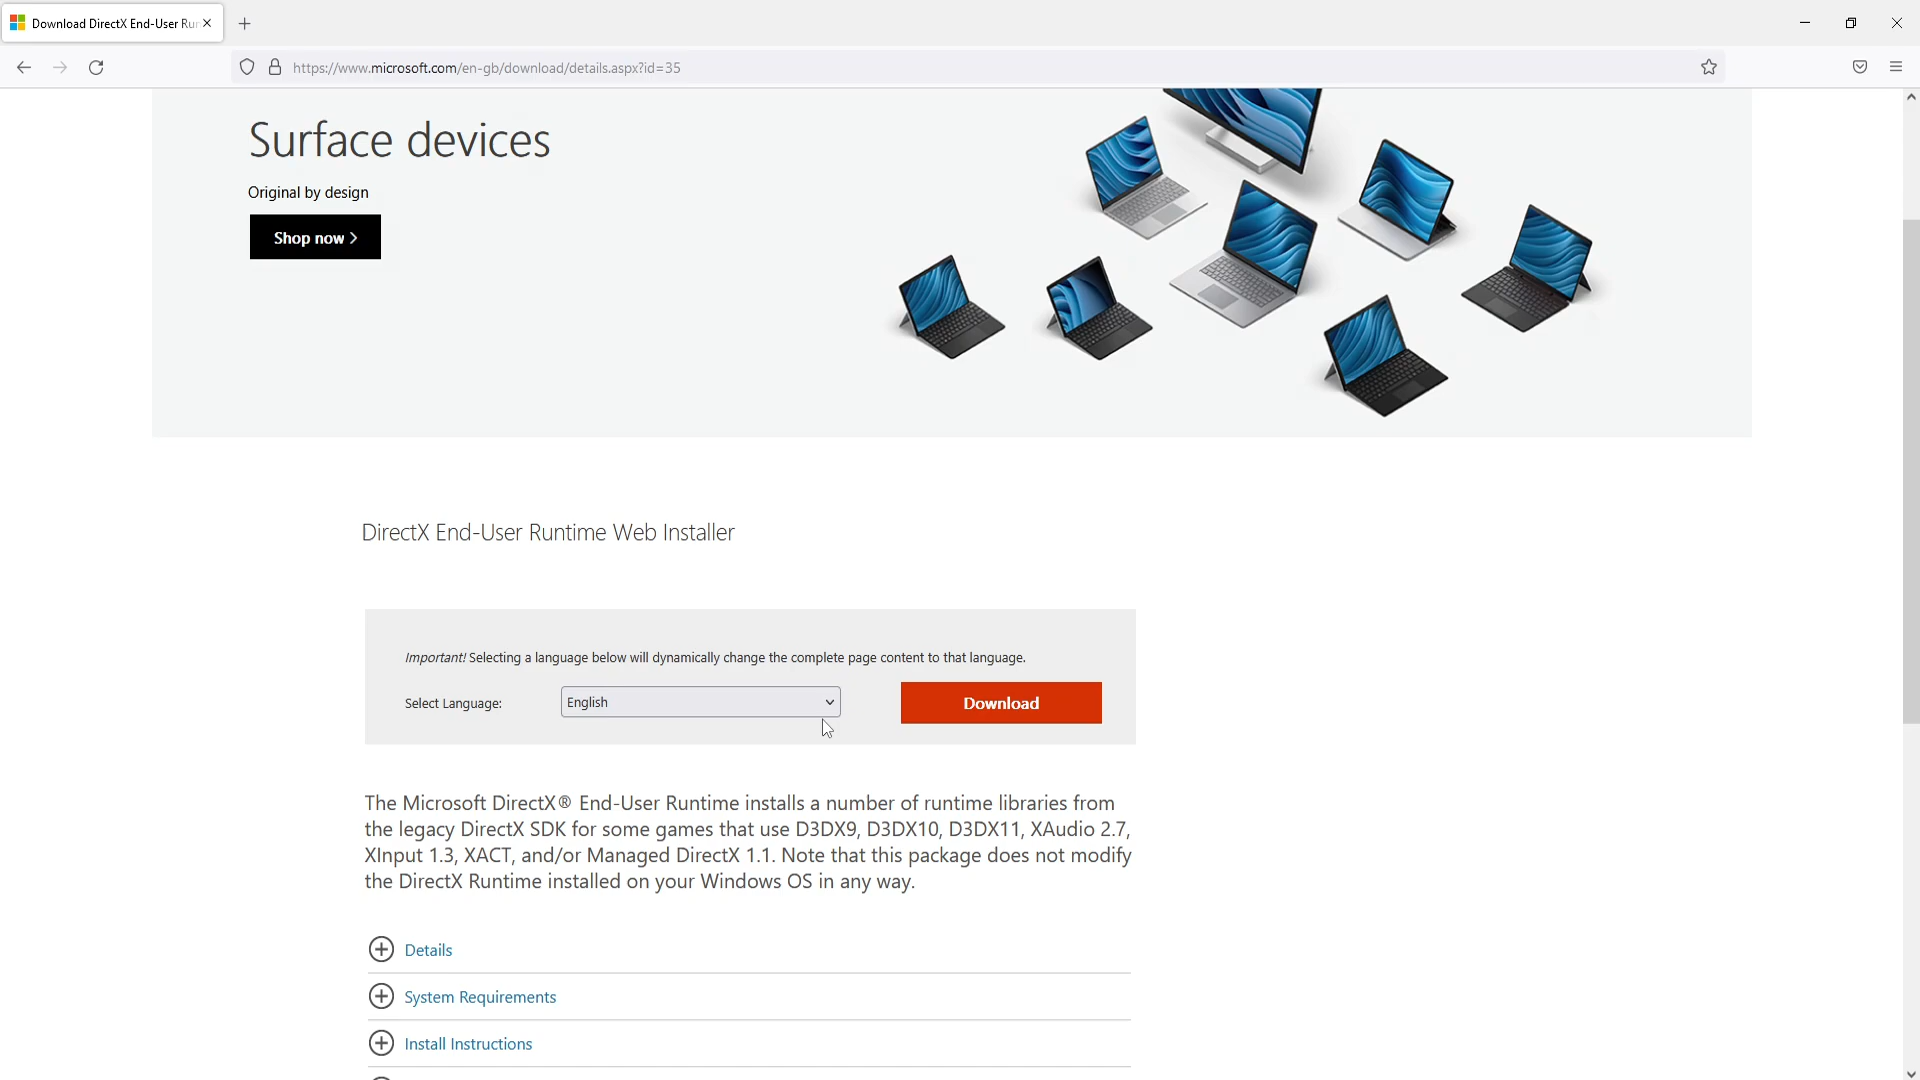 Download DirectX End-User Run
https://www.microsoft.com/en-gb/download/details.aspx?id=35
Surface devices
Original by design
Shop now
DirectX End-User Runtime Web Installer
Important! Selecting a language below will dynamically change the complete page content to that language.
Select Language:
English
Download
The Microsoft DirectX® End-User Runtime installs a number of runtime libraries from
the legacy DirectX SDK for some games that use D3DX9, D3DX10, D3DX11, XAudio 2.7,
XInput 1.3, XACT, and/or Managed DirectX 1.1. Note that this package does not modify
the DirectX Runtime installed on your Windows OS in any way.
Details
System Requirements
Install Instructions